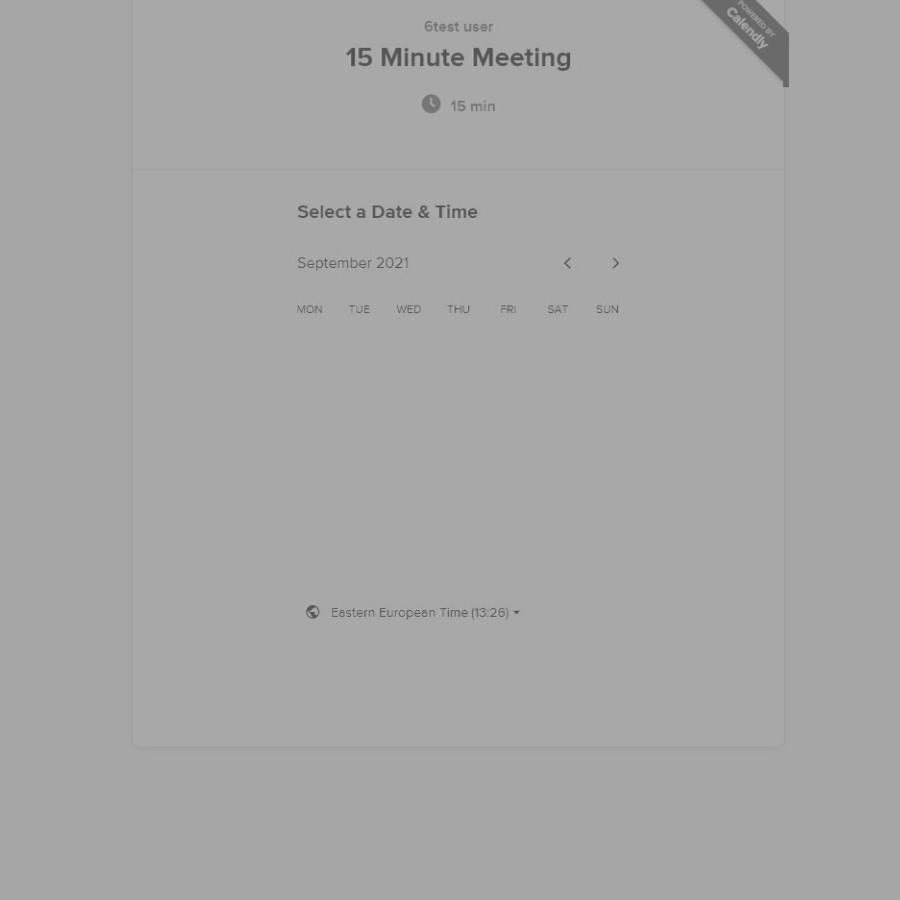 POWERED BY
Calendly
6test user
15 Minute Meeting
15 min
Select a Date & Time
September 2021
MON TUE WED THU FRI SAT SUN
Eastern European Time (13:26)